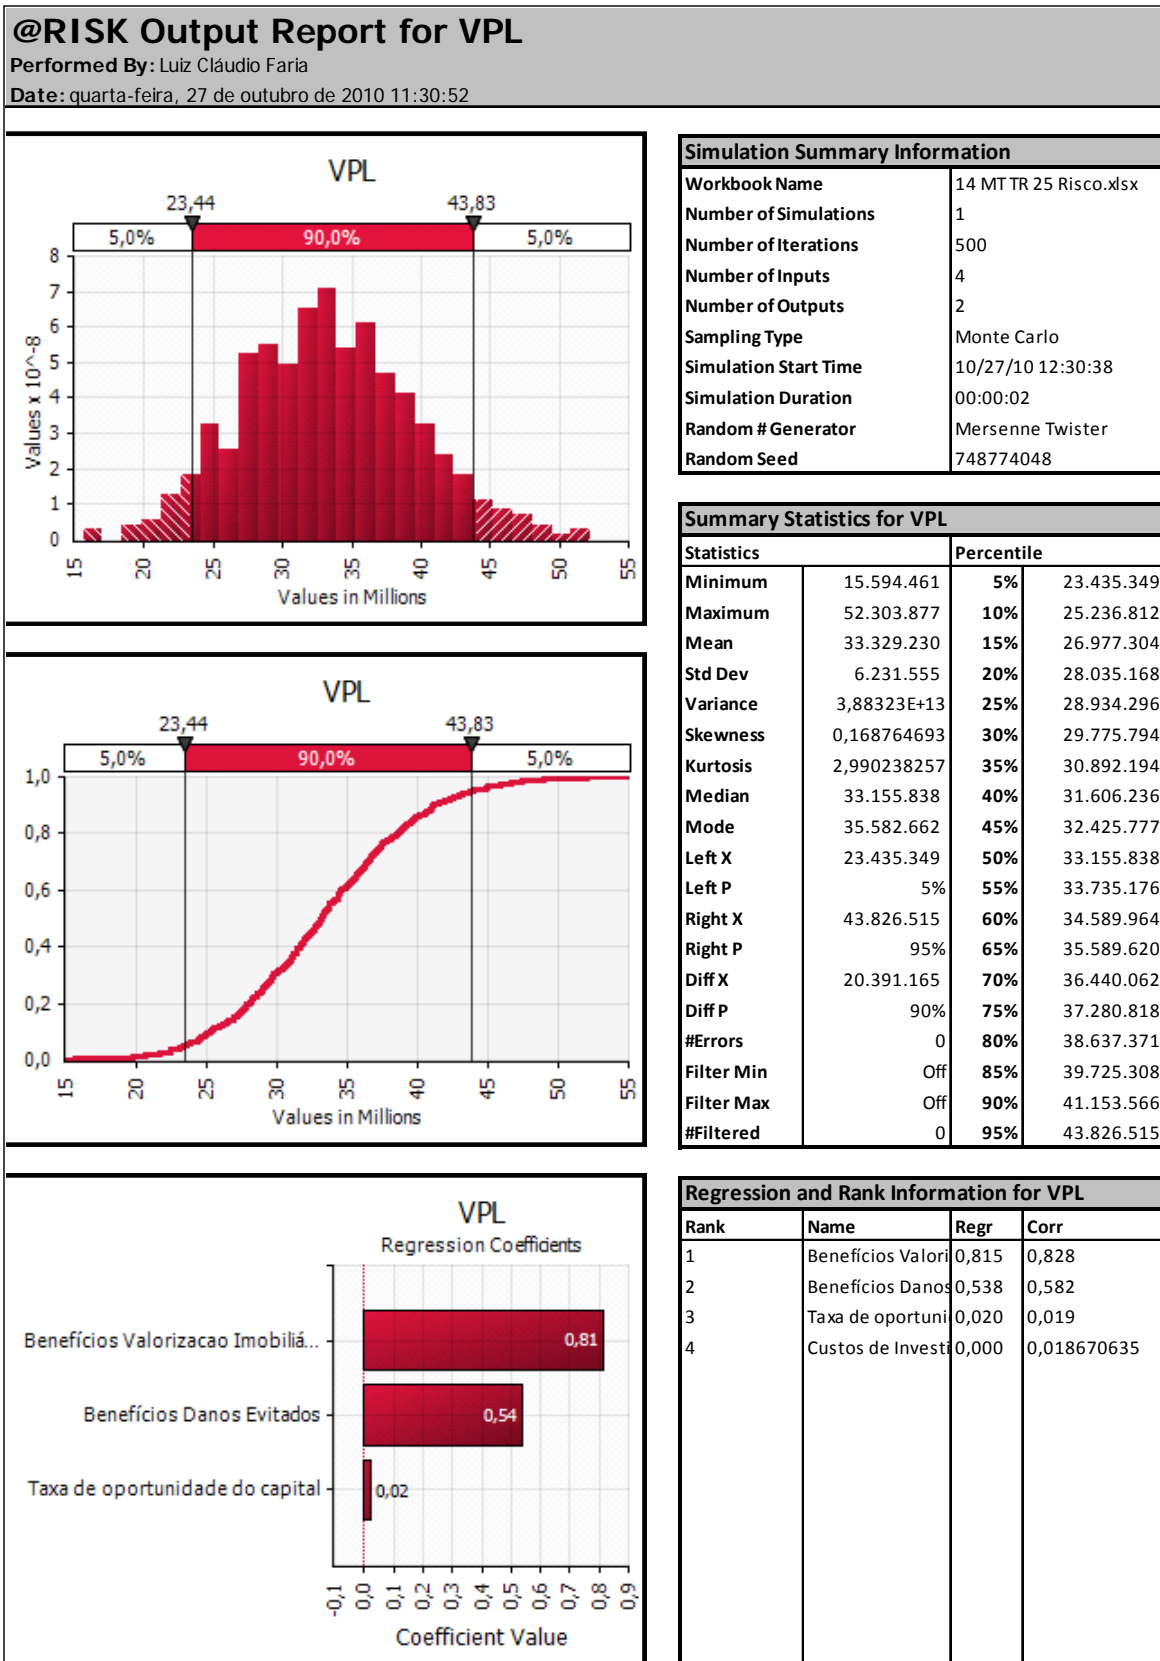 @RISK Output Report for VPL
Performed By: Luiz Cláudio Faria
Date: quarta-feira, 27 de outubro de 2010 11:30:52
VPL
23,44 43,83
5,0% 90,0% 5,0%
8
7
6
5
4
3
2
1
0
Values x 10^-8
15 20 25 30 35 40 45 50 55
Values in Millions
VPL
23,44 43,83
5,0% 90,0% 5,0%
1,0
0,8
0,6
0,4
0,2
0,0
15 20 25 30 35 40 45 50 55
Values in Millions
VPL
Regression Coefficients
Benefícios Valorizacao Imobiliá... 0,81
Benefícios Danos Evitados 0,54
Taxa de oportunidade do capital 0,02
-0,1 0,0 0,1 0,2 0,3 0,4 0,5 0,6 0,7 0,8 0,9
Coefficient Value
Simulation Summary Information
Workbook Name 14 MT TR 25 Risco.xlsx
Number of Simulations 1
Number of Iterations 500
Number of Inputs 4
Number of Outputs 2
Sampling Type Monte Carlo
Simulation Start Time 10/27/10 12:30:38
Simulation Duration 00:00:02
Random # Generator Mersenne Twister
Random Seed 748774048
Summary Statistics for VPL
Statistics Percentile
Minimum 15.594.461 5% 23.435.349
Maximum 52.303.877 10% 25.236.812
Mean 33.329.230 15% 26.977.304
Std Dev 6.231.555 20% 28.035.168
Variance 3,88323E+13 25% 28.934.296
Skewness 0,168764693 30% 29.775.794
Kurtosis 2,990238257 35% 30.892.194
Median 33.155.838 40% 31.606.236
Mode 35.582.662 45% 32.425.777
Left X 23.435.349 50% 33.155.838
Left P 5% 55% 33.735.176
Right X 43.826.515 60% 34.589.964
Right P 95% 65% 35.589.620
Diff X 20.391.165 70% 36.440.062
Diff P 90% 75% 37.280.818
#Errors 0 80% 38.637.371
Filter Min Off 85% 39.725.308
Filter Max Off 90% 41.153.566
#Filtered 0 95% 43.826.515
Regression and Rank Information for VPL
Rank Name Regr Corr
1 Benefícios Valori 0,815 0,828
2 Benefícios Danos 0,538 0,582
3 Taxa de oportuni 0,020 0,019
4 Custos de Investi 0,000 0,018670635